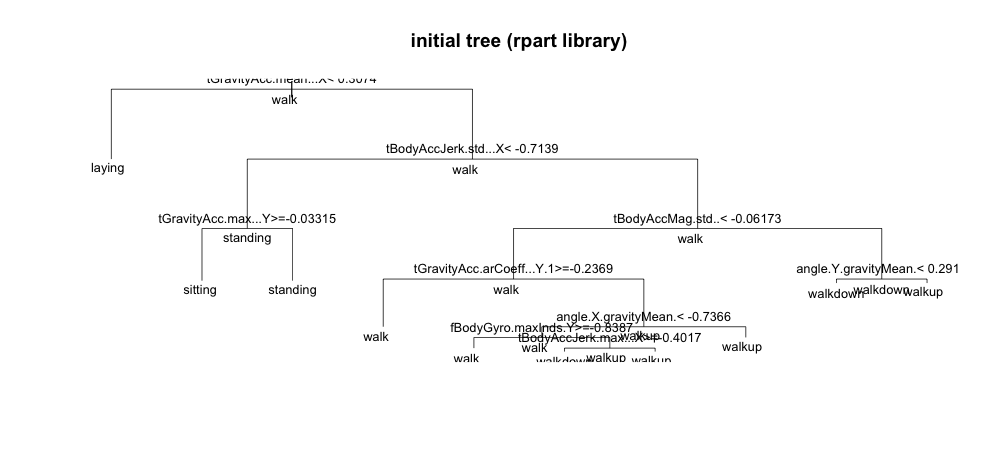 initial tree (rpart library)
tGravityAcc.mean...X< 0.3074
walk
tBodyAccJerk.std...X< -0.7139
laying
walk
tGravityAcc.max...Y>=-0.03315
tBodyAccMag.std..< -0.06173
standing
walk
tGravityAcc.arCoeff...Y.1>=-0.2369
angle.Y.gravityMean.< 0.291
sitting
standing
walk
walkdown
walkdown
walkup
angle.X.gravityMean.< -0.7366
fBodyGyro.maxInds.Y>=-0.8387
walk
walkup
tBodyAccJerk.max...X
0.4017
walk
walkup
walk
walkdown
walkup
walkup